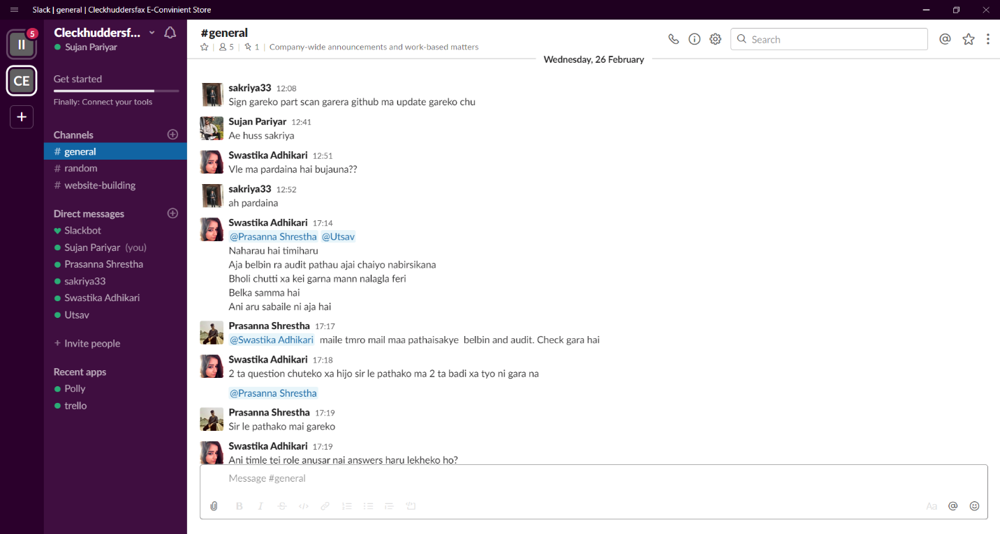 Slack | general | Cleckhuddersfax E-Convinient Store
II
5
CE
+
Cleckhuddersf...
Sujan Pariyar
Get started
Finally: Connect your tools
Channels
# general
# random
# website-building
Direct messages
Slackbot
Sujan Pariyar (you)
Prasanna Shrestha
sakriya33
Swastika Adhikari
Utsav
+ Invite people
Recent apps
Polly
trello
#general
5 | 1 | Company-wide announcements and work-based matters
Search
Wednesday, 26 February
sakriya33 12:08
Sign gareko part scan garera github ma update gareko chu
Sujan Pariyar 12:41
Ae huss sakriya
Swastika Adhikari 12:51
Vle ma pardaina hai bujauna??
sakriya33 12:52
ah pardaina
Swastika Adhikari 17:14
@Prasanna Shrestha @Utsav
Naharau hai timiharu
Aja belbin ra audit pathau ajai chaiyo nabirsikana
Bholi chutti xa kei garna mann nalagla feri
Belka samma hai
Ani aru sabaile ni aja hai
Prasanna Shrestha 17:17
@Swastika Adhikari maile tmro mail maa pathaisakye belbin and audit. Check gara hai
Swastika Adhikari 17:18
2 ta question chuteko xa hijo sir le pathako ma 2 ta badi xa tyo ni gara na
@Prasanna Shrestha
Prasanna Shrestha 17:19
Sir le pathako mai gareko
Swastika Adhikari 17:19
Ani timle tei role anusar nai answers haru lekheko ho?
Message #general
B I S </> Aa @